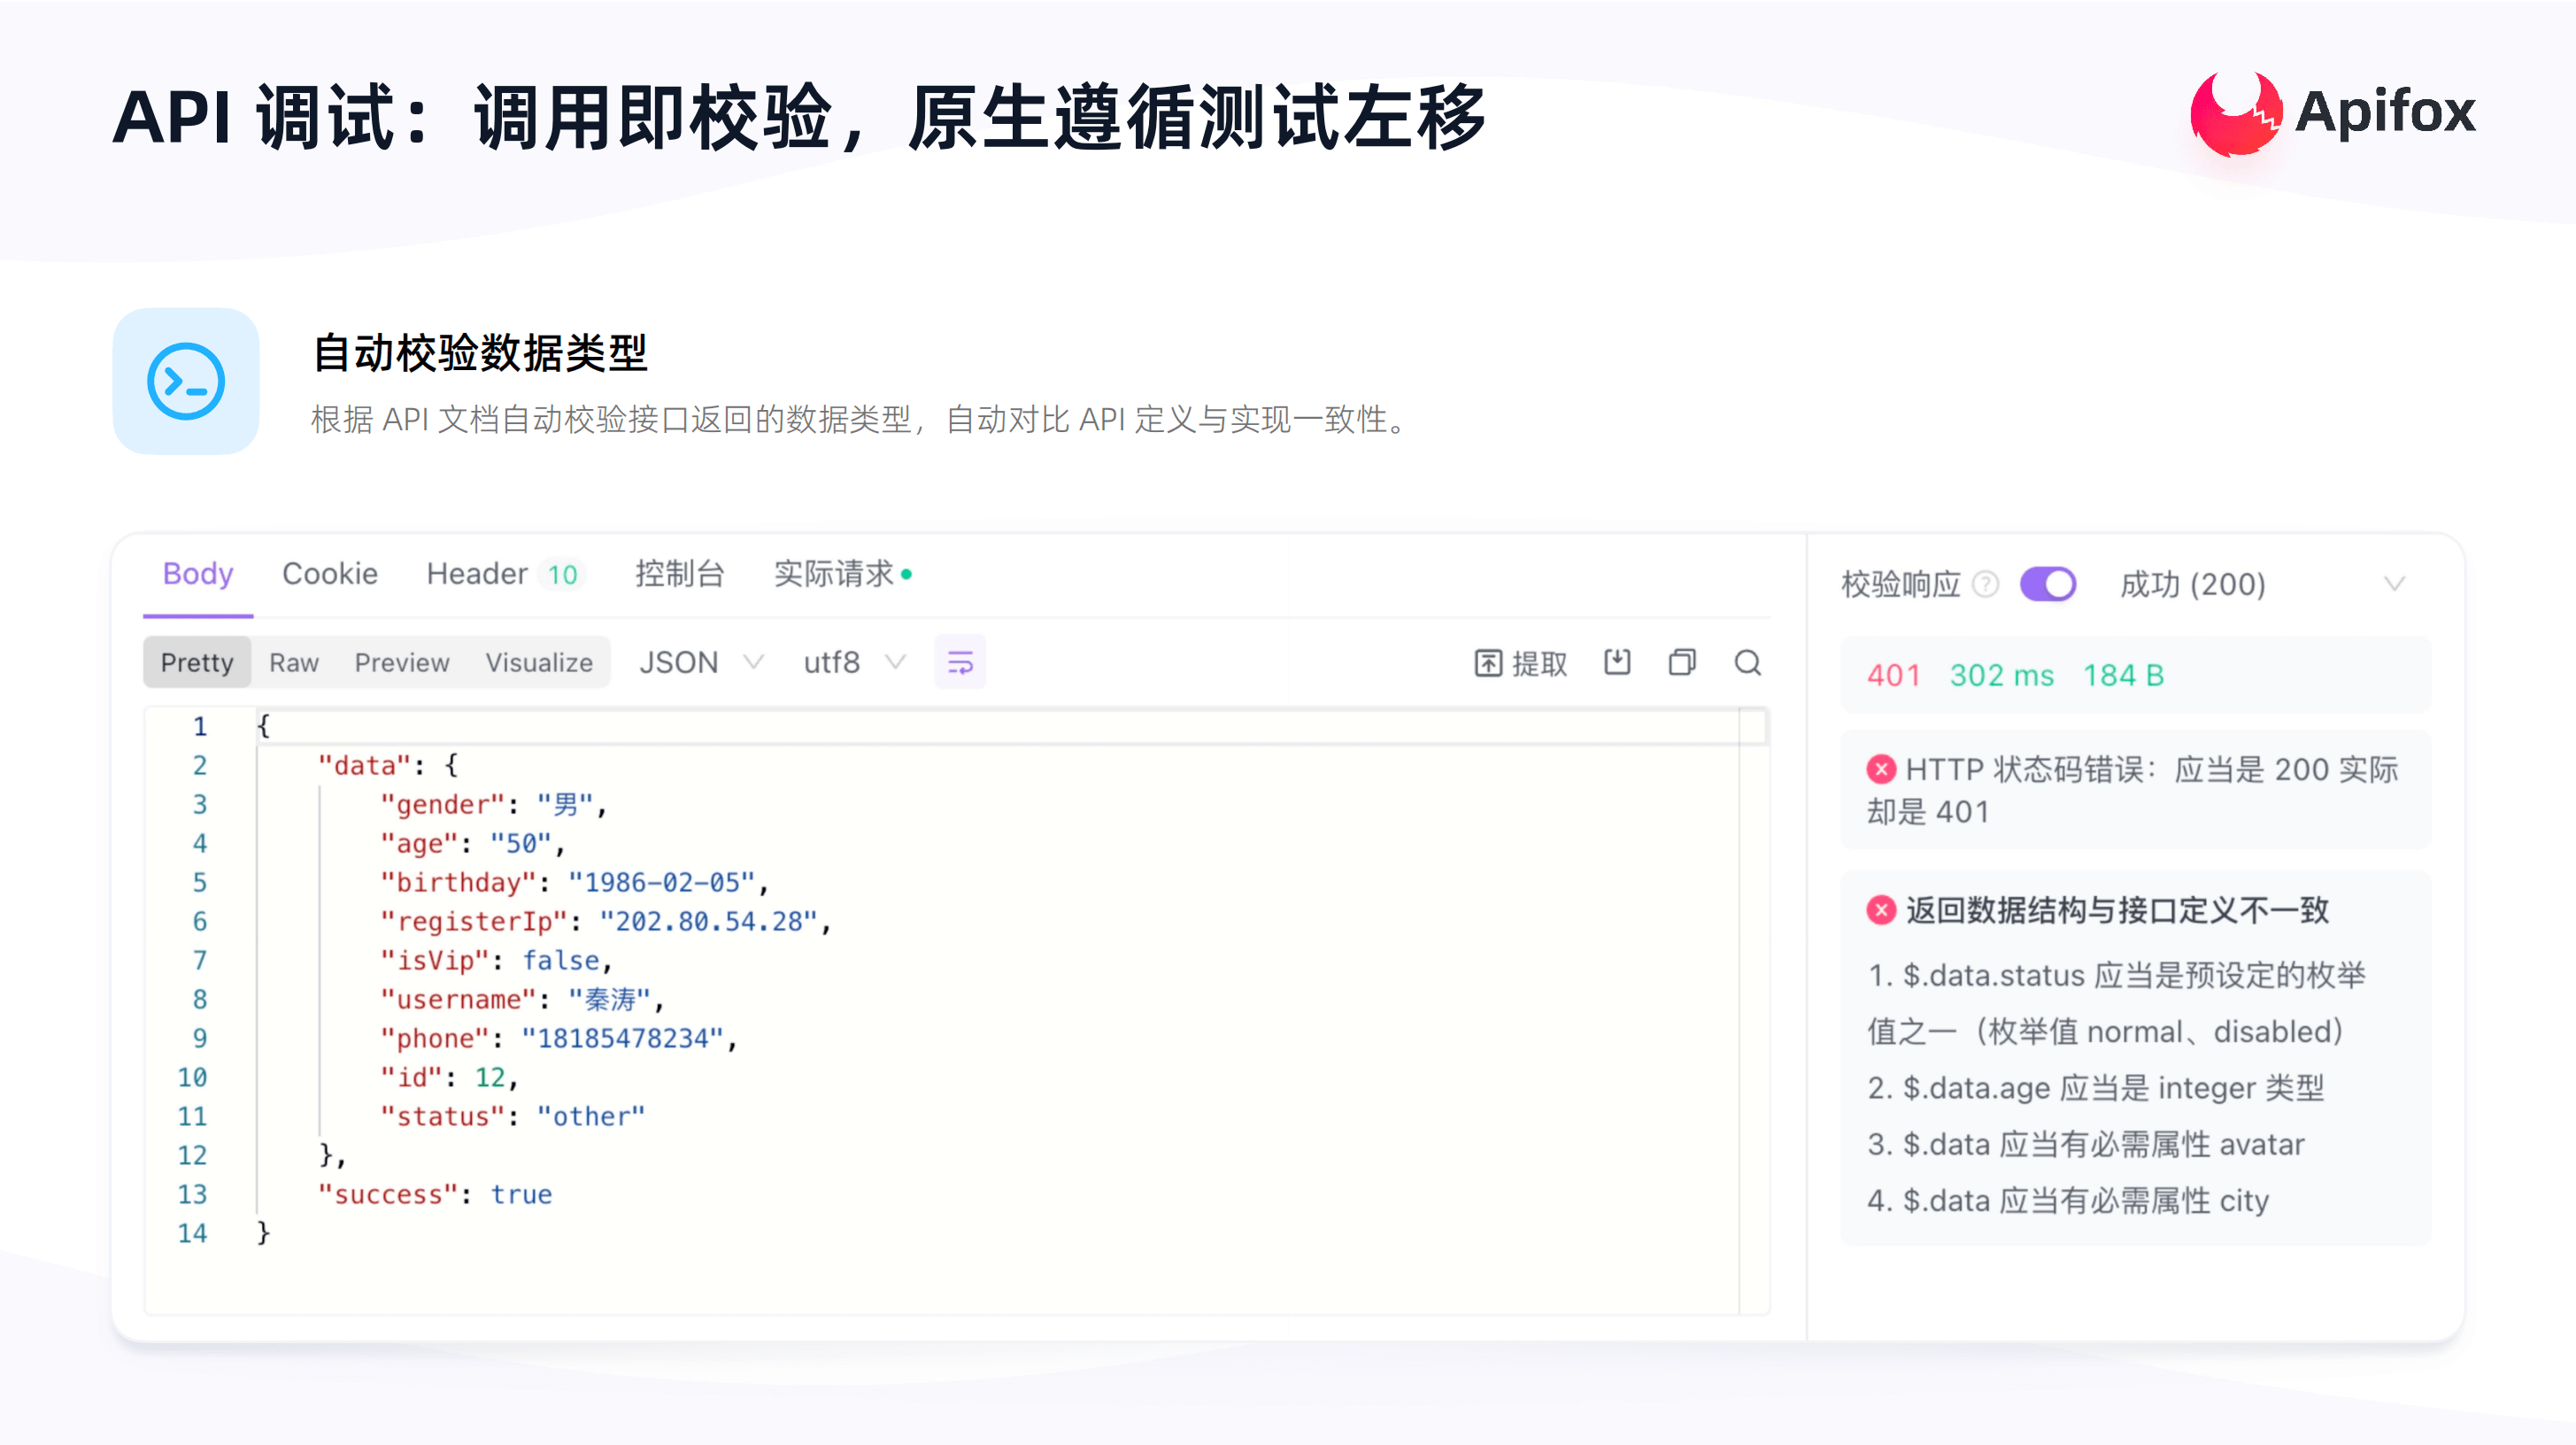 API 调试：调用即校验，原生遵循测试左移
Apifox
自动校验数据类型
根据 API 文档自动校验接口返回的数据类型，自动对比 API 定义与实现一致性。
Body Cookie Header 10 控制台 实际请求
Pretty Raw Preview Visualize JSON utf8 提取
1 {
2 "data": {
3 "gender": "男",
4 "age": "50",
5 "birthday": "1986-02-05",
6 "registerIp": "202.80.54.28",
7 "isVip": false,
8 "username": "秦涛",
9 "phone": "18185478234",
10 "id": 12,
11 "status": "other"
12 },
13 "success": true
14 }
校验响应 ? 成功 (200)
401 302 ms 184 B
HTTP 状态码错误：应当是 200 实际
却是 401
返回数据结构与接口定义不一致
1. $.data.status 应当是预设定的枚举
值之一（枚举值 normal、disabled）
2. $.data.age 应当是 integer 类型
3. $.data 应当有必需属性 avatar
4. $.data 应当有必需属性 city